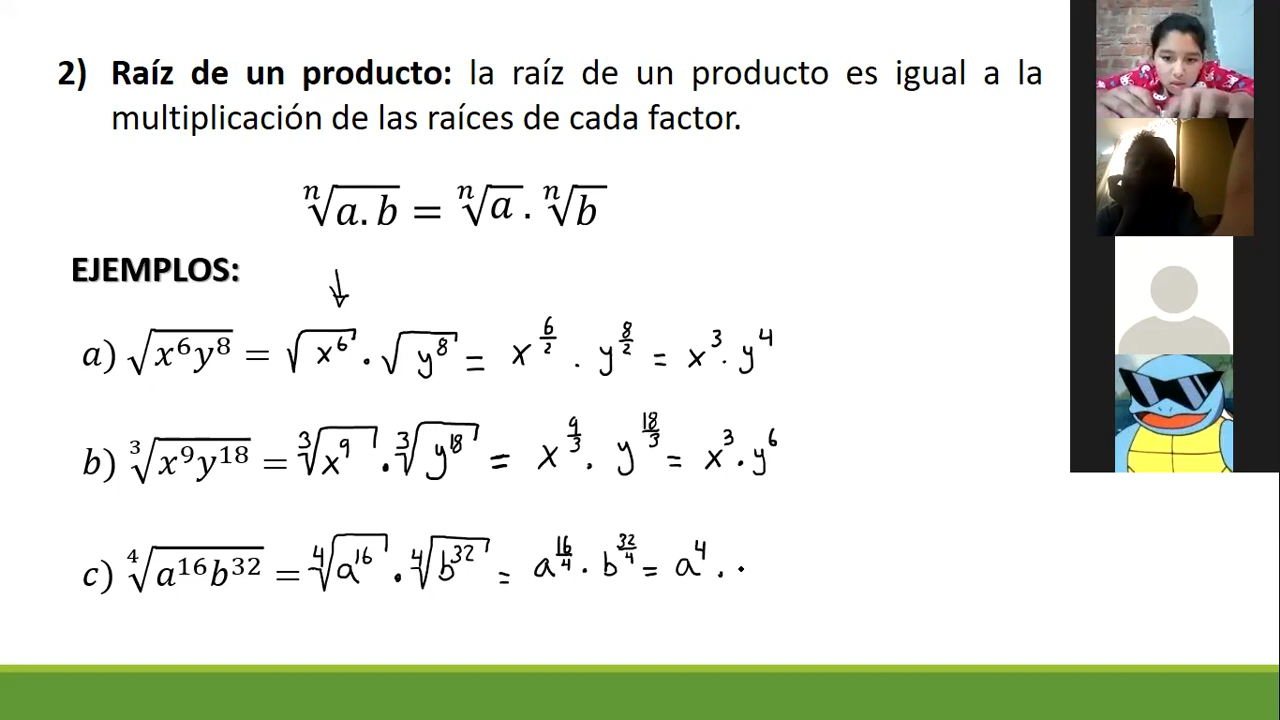 2) Raíz de un producto: la raíz de un producto es igual a la
multiplicación de las raíces de cada factor.
ⁿ√a.b = ⁿ√a . ⁿ√b
EJEMPLOS:
a) √x⁶y⁸ = √x⁶ . √y⁸ = x^(6/2) . y^(8/2) = x³ . y⁴
b) ³√x⁹y¹⁸ = ³√x⁹ . ³√y¹⁸ = x^(9/3) . y^(18/3) = x³ . y⁶
c) ⁴√a¹⁶b³² = ⁴√a¹⁶ . ⁴√b³² = a^(16/4) . b^(32/4) = a⁴ .